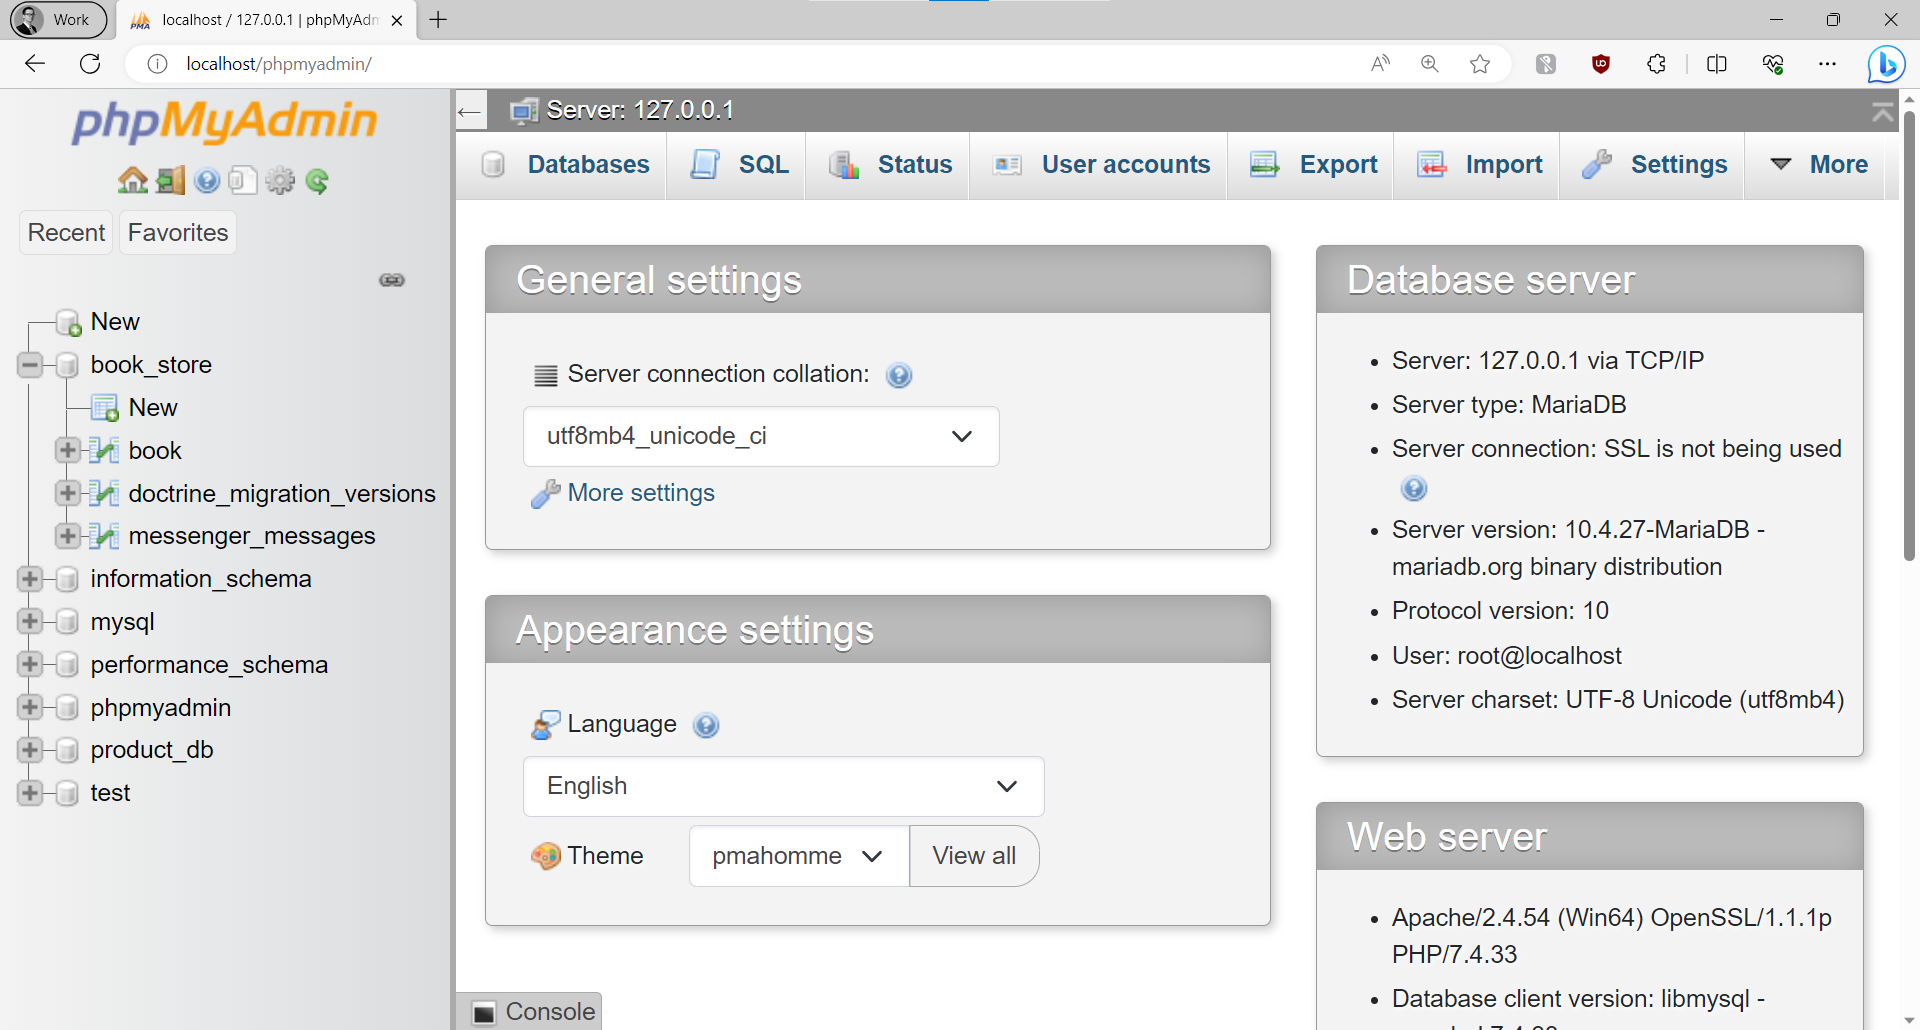 Work
localhost / 127.0.0.1 | phpMyAdm
localhost/phpmyadmin/
phpMyAdmin
Recent
Favorites
New
book_store
New
book
doctrine_migration_versions
messenger_messages
information_schema
mysql
performance_schema
phpmyadmin
product_db
test
Server: 127.0.0.1
Databases
SQL
Status
User accounts
Export
Import
Settings
More
General settings
Server connection collation:
utf8mb4_unicode_ci
More settings
Appearance settings
Language
English
Theme
pmahomme
View all
Console
Database server
Server: 127.0.0.1 via TCP/IP
Server type: MariaDB
Server connection: SSL is not being used
Server version: 10.4.27-MariaDB -
mariadb.org binary distribution
Protocol version: 10
User: root@localhost
Server charset: UTF-8 Unicode (utf8mb4)
Web server
Apache/2.4.54 (Win64) OpenSSL/1.1.1p
PHP/7.4.33
Database client version: libmysql -